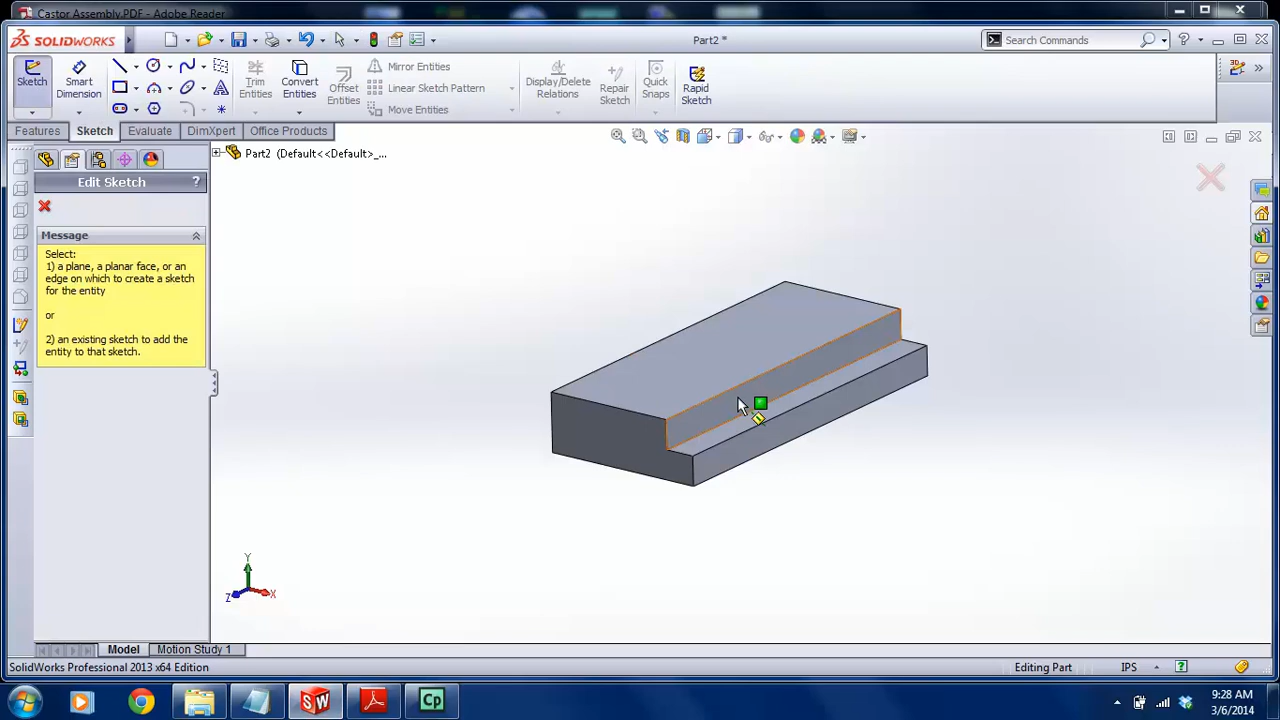 Castor Assembly.PDF - Adobe Reader
SOLIDWORKS
Part2 *
Search Commands
Sketch
Smart Dimension
Trim Entities
Convert Entities
Offset Entities
Mirror Entities
Linear Sketch Pattern
Move Entities
Display/Delete Relations
Repair Sketch
Quick Snaps
Rapid Sketch
3D
Features
Sketch
Evaluate
DimXpert
Office Products
Part2 (Default<<Default>_...
Edit Sketch
?
Message
Select:
1) a plane, a planar face, or an
edge on which to create a sketch
for the entity
or
2) an existing sketch to add the
entity to that sketch.
Y
Z
X
Model
Motion Study 1
SolidWorks Professional 2013 x64 Edition
Editing Part
IPS
?
SW
Cp
9:28 AM
3/6/2014